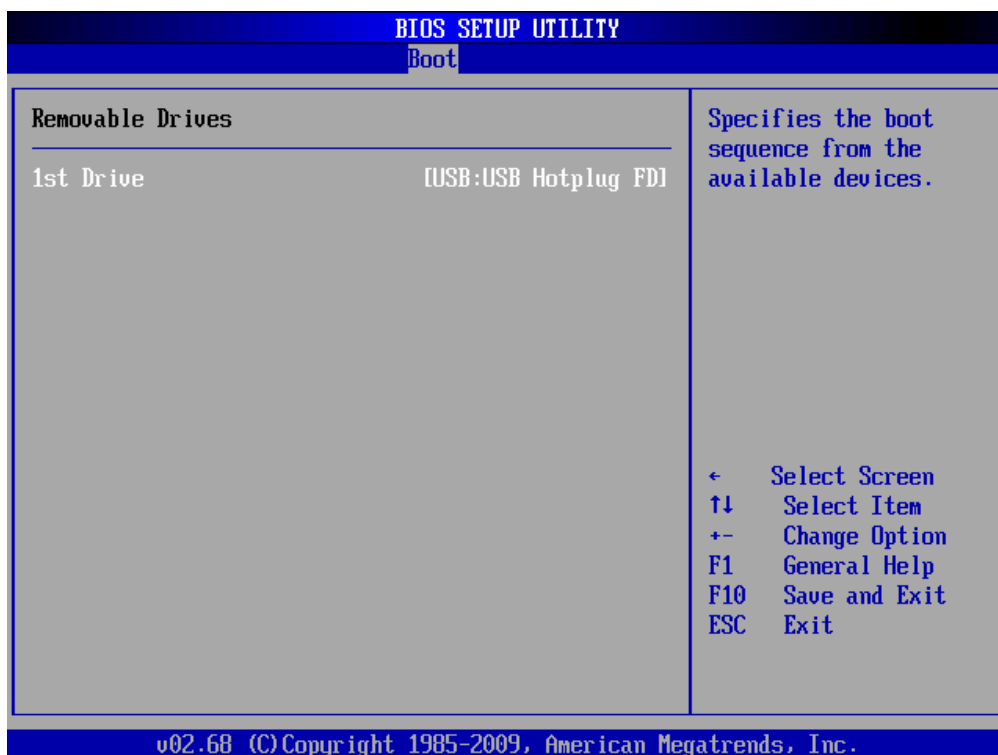 BIOS SETUP UTILITY
Boot
Removable Drives
1st Drive [USB:USB Hotplug FD]
Specifies the boot
sequence from the
available devices.
← Select Screen
↑↓ Select Item
+- Change Option
F1 General Help
F10 Save and Exit
ESC Exit
v02.68 (C)Copyright 1985-2009, American Megatrends, Inc.